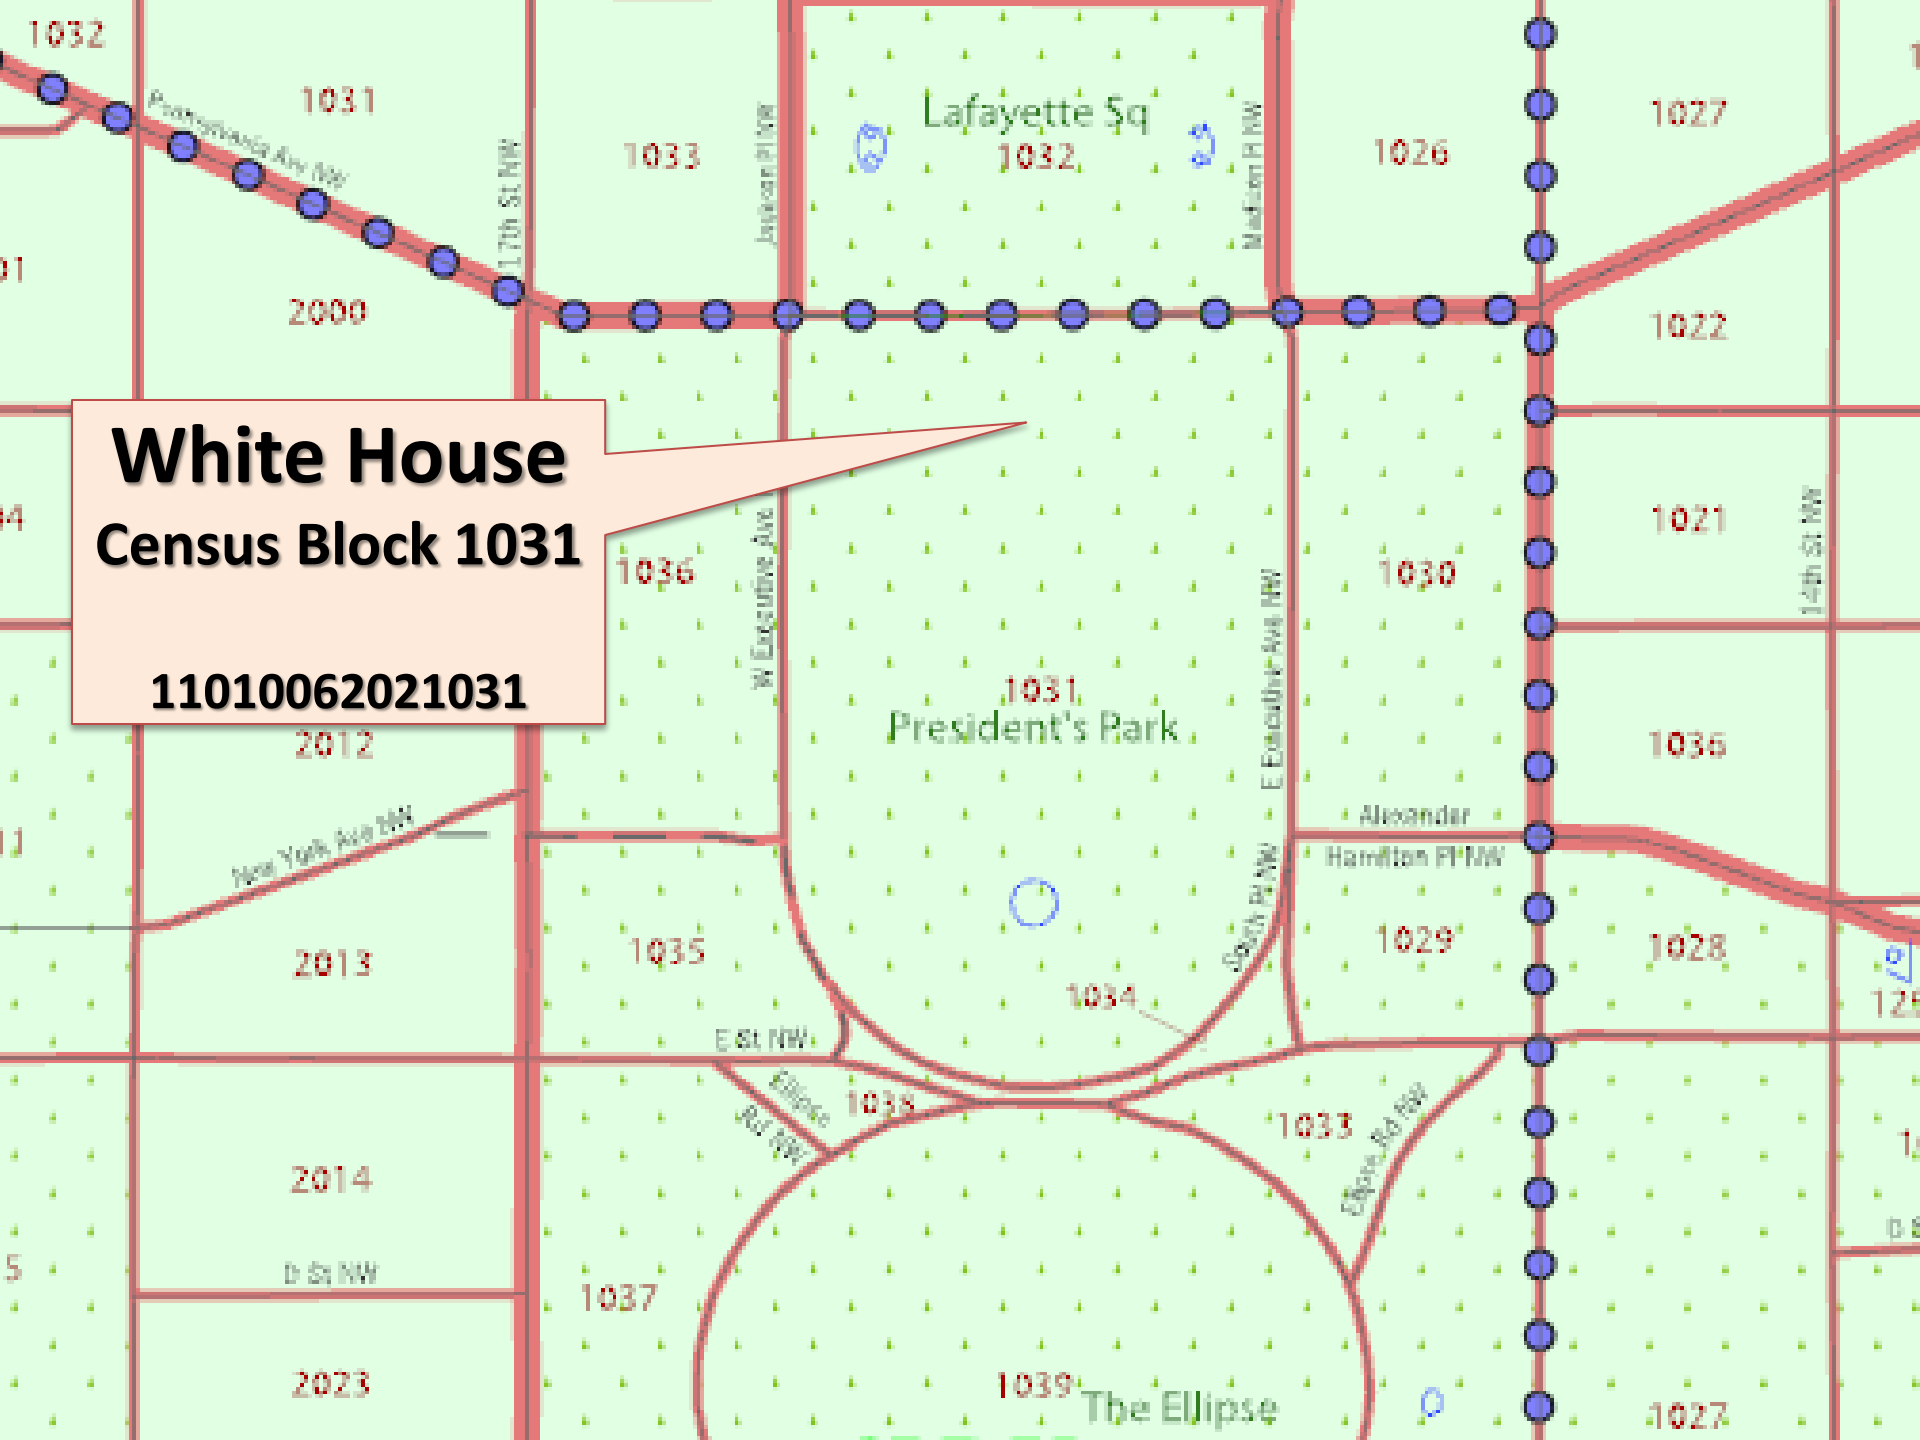 1032
1031
Pennsylvania Ave NW
17th St NW
1033
Jackson Pl NW
Lafayette Sq
1032
Madison Pl NW
1026
1027
2000
1022
White House
Census Block 1031
11010062021031
1036
W Executive Ave
1031
President's Park
E Executive Ave NW
1030
1021
14th St NW
2012
1036
New York Ave NW
Alexander
Hamilton Pl NW
South Pl NW
2013
1035
1029
1028
1034
E St NW
Ellipse
Rd NW
1038
1033
Ellipse Rd NW
2014
D St NW
1037
2023
1039
The Ellipse
1027